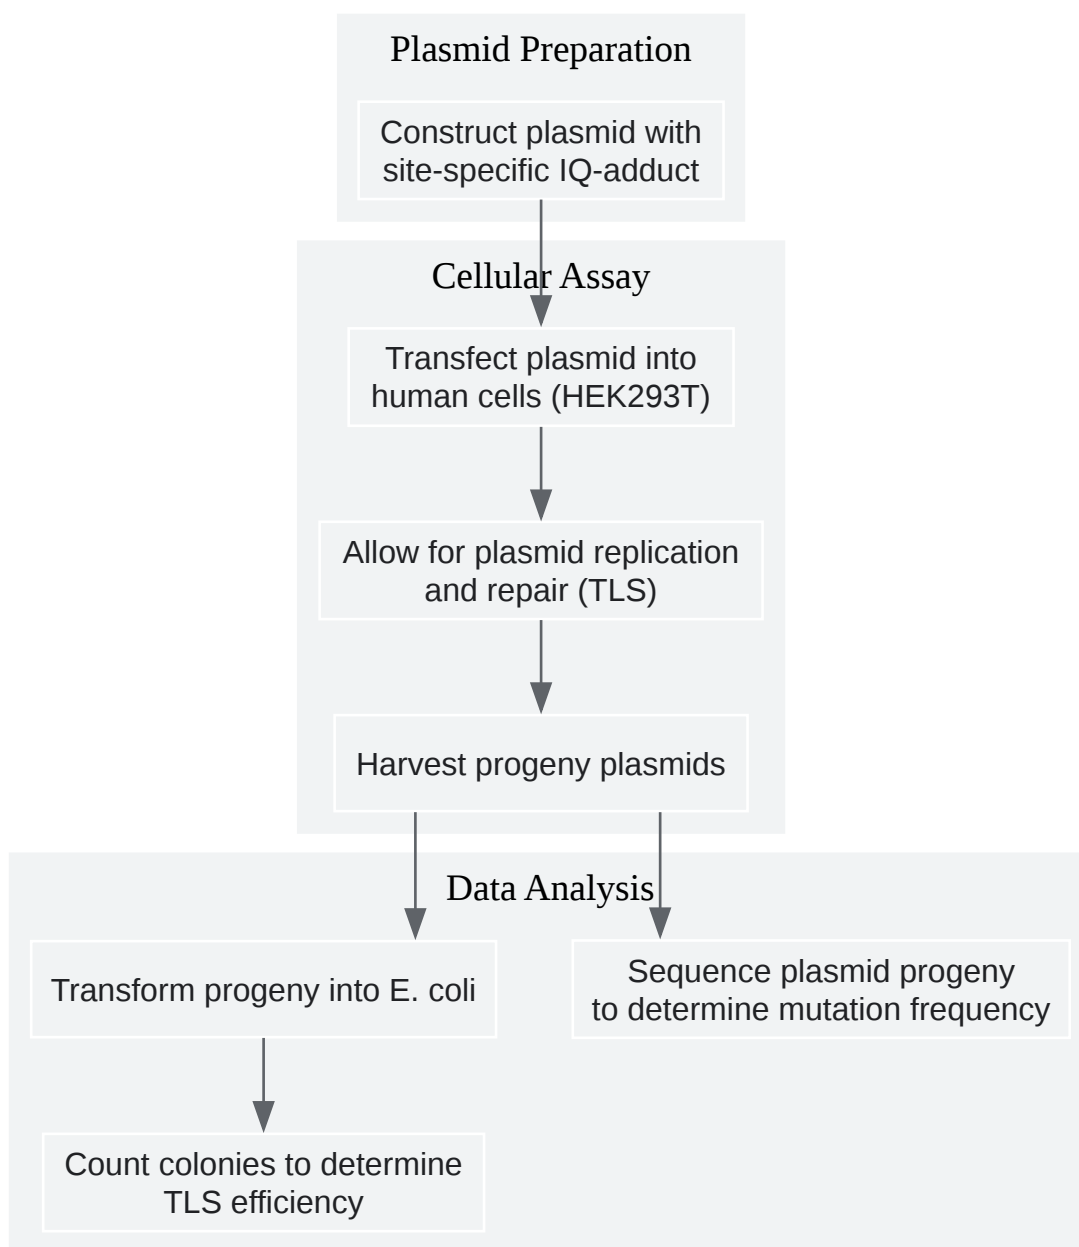 Plasmid Preparation
Construct plasmid with
site-specific IQ-adduct
Cellular Assay
Transfect plasmid into
human cells (HEK293T)
Allow for plasmid replication
and repair (TLS)
Harvest progeny plasmids
Data Analysis
Transform progeny into E. coli
Sequence plasmid progeny
to determine mutation frequency
Count colonies to determine
TLS efficiency